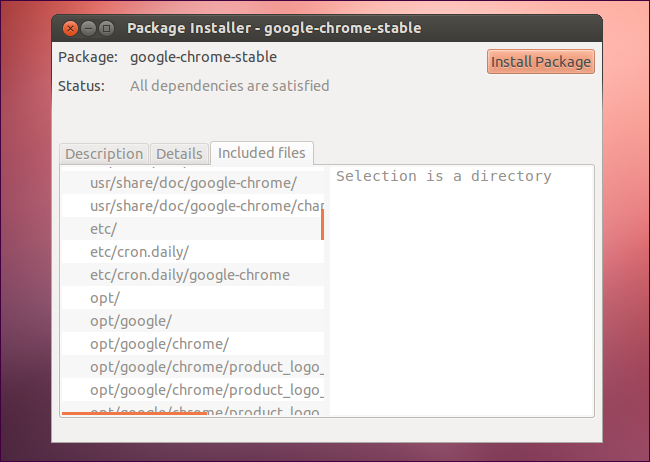 Package Installer - google-chrome-stable
Package: google-chrome-stable
Install Package
Status: All dependencies are satisfied
Description Details Included files
usr/share/doc/google-chrome/
usr/share/doc/google-chrome/chan
etc/
etc/cron.daily/
etc/cron.daily/google-chrome
opt/
opt/google/
opt/google/chrome/
opt/google/chrome/product_logo_
opt/google/chrome/product_logo_
opt/google/chrome/product_logo
Selection is a directory